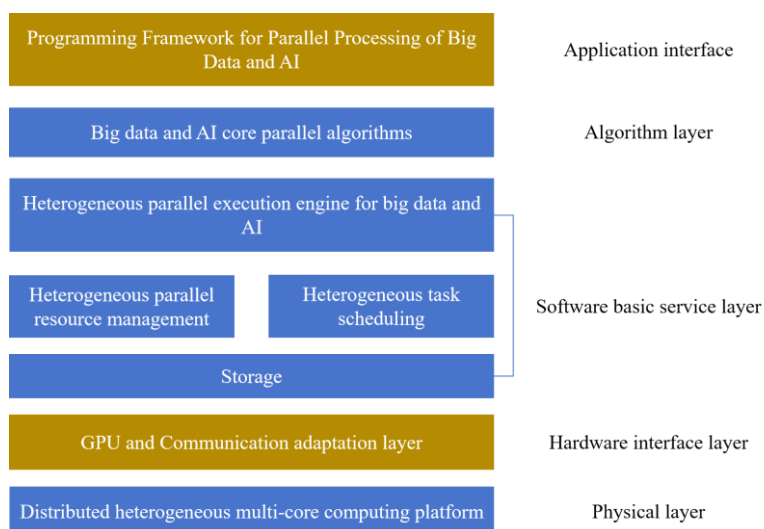 Programming Framework for Parallel Processing of Big
Data and AI
Application interface
Big data and AI core parallel algorithms
Algorithm layer
Heterogeneous parallel execution engine for big data and
AI
Heterogeneous parallel
resource management
Heterogeneous task
scheduling
Software basic service layer
Storage
GPU and Communication adaptation layer
Hardware interface layer
Distributed heterogeneous multi-core computing platform
Physical layer